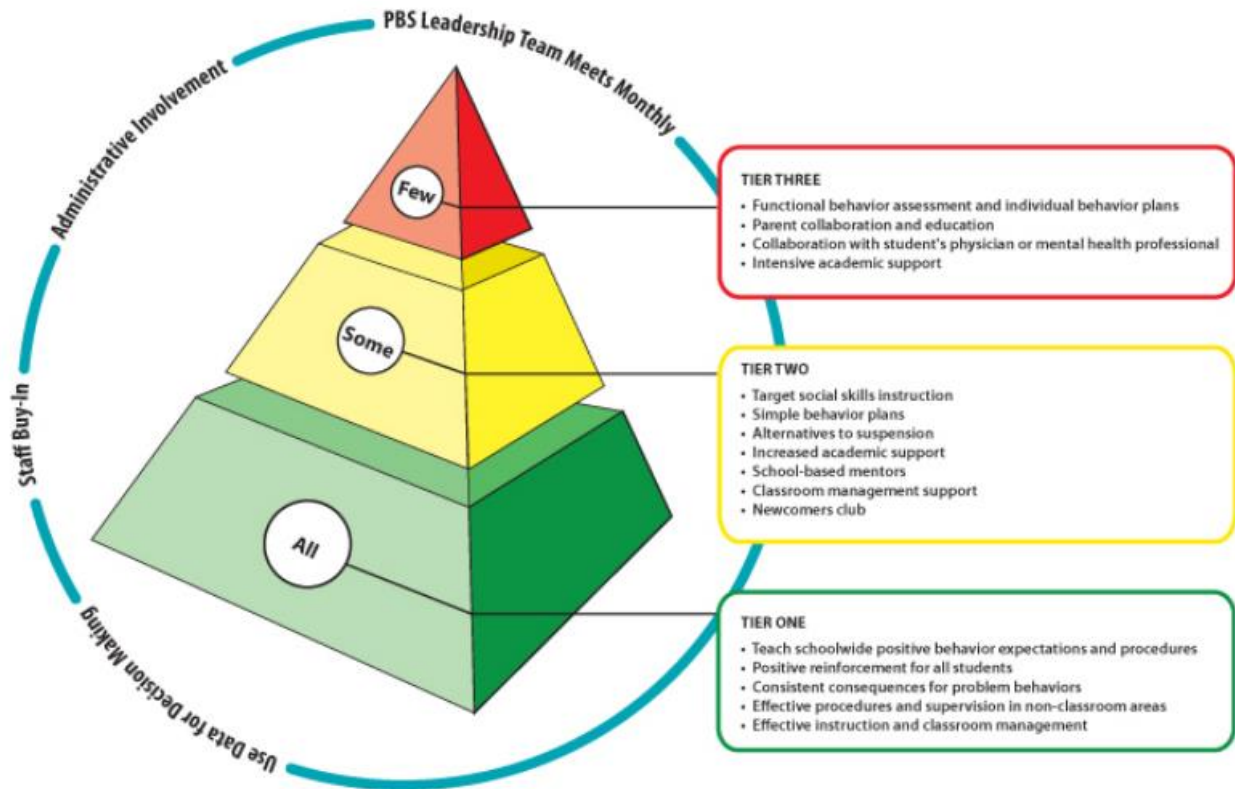 PBS Leadership Team Meets Monthly
Administrative Involvement
Staff Buy-In
Use Data for Decision Making
Few
Some
All
TIER THREE
• Functional behavior assessment and individual behavior plans
• Parent collaboration and education
• Collaboration with student's physician or mental health professional
• Intensive academic support
TIER TWO
• Target social skills instruction
• Simple behavior plans
• Alternatives to suspension
• Increased academic support
• School-based mentors
• Classroom management support
• Newcomers club
TIER ONE
• Teach schoolwide positive behavior expectations and procedures
• Positive reinforcement for all students
• Consistent consequences for problem behaviors
• Effective procedures and supervision in non-classroom areas
• Effective instruction and classroom management